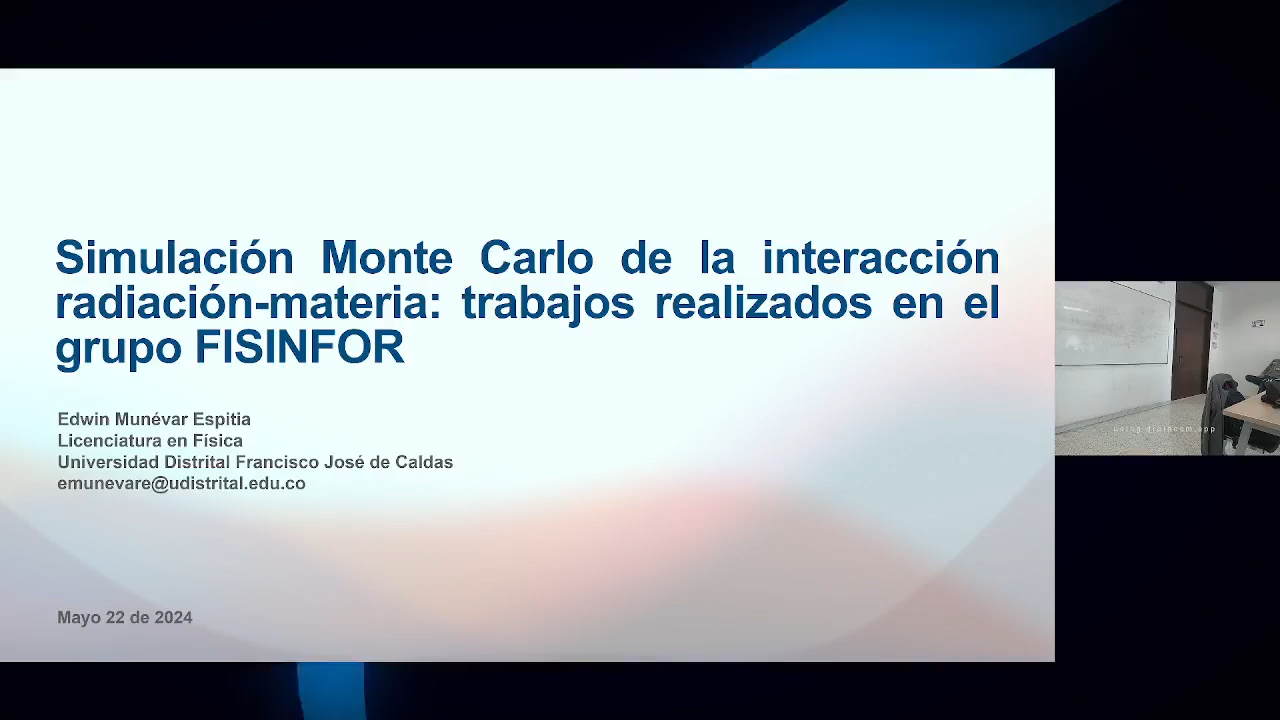 Simulación Monte Carlo de la interacción
radiación-materia: trabajos realizados en el
grupo FISINFOR
Edwin Munévar Espitia
Licenciatura en Física
Universidad Distrital Francisco José de Caldas
emunevare@udistrital.edu.co
Mayo 22 de 2024